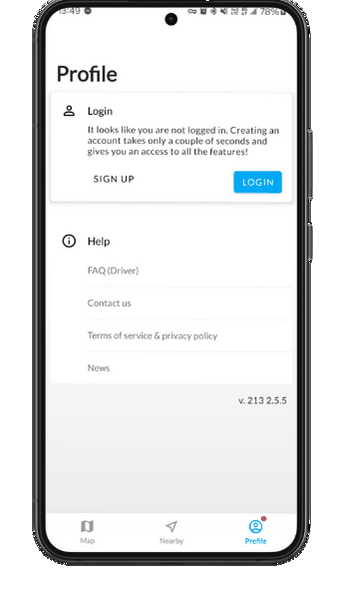 13:49
78%
Profile
Login
It looks like you are not logged in. Creating an
account takes only a couple of seconds and
gives you an access to all the features!
SIGN UP
LOGIN
Help
FAQ (Driver)
Contact us
Terms of service & privacy policy
News
v. 213 2.5.5
Map
Nearby
Profile